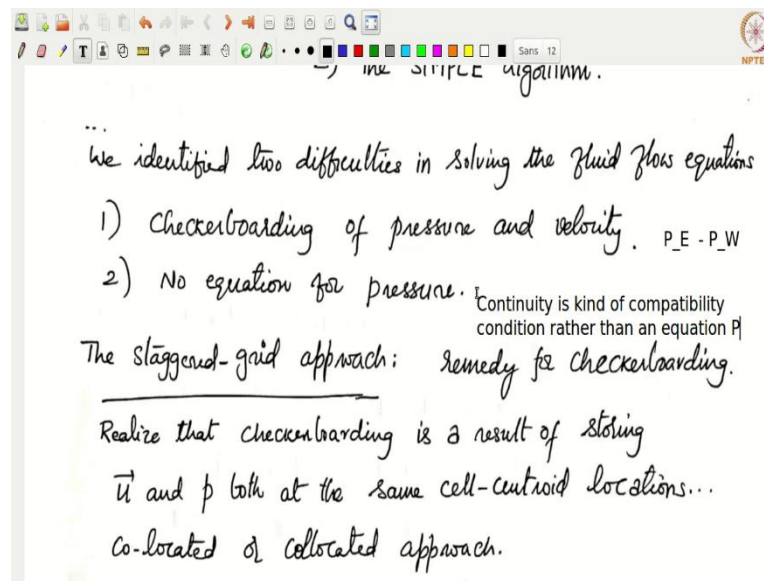 Sans 12
NPTE
2) The SIMPLE algorithm.
...
We identified two difficulties in solving the fluid flow equations
1) Checkerboarding of pressure and velocity. P_E - P_W
2) No equation for pressure.
Continuity is kind of compatibility
condition rather than an equation P
The staggered-grid approach: remedy for checkerboarding.
Realize that checkerboarding is a result of storing
u⃗ and p both at the same cell-centroid locations...
Co-located or collocated approach.